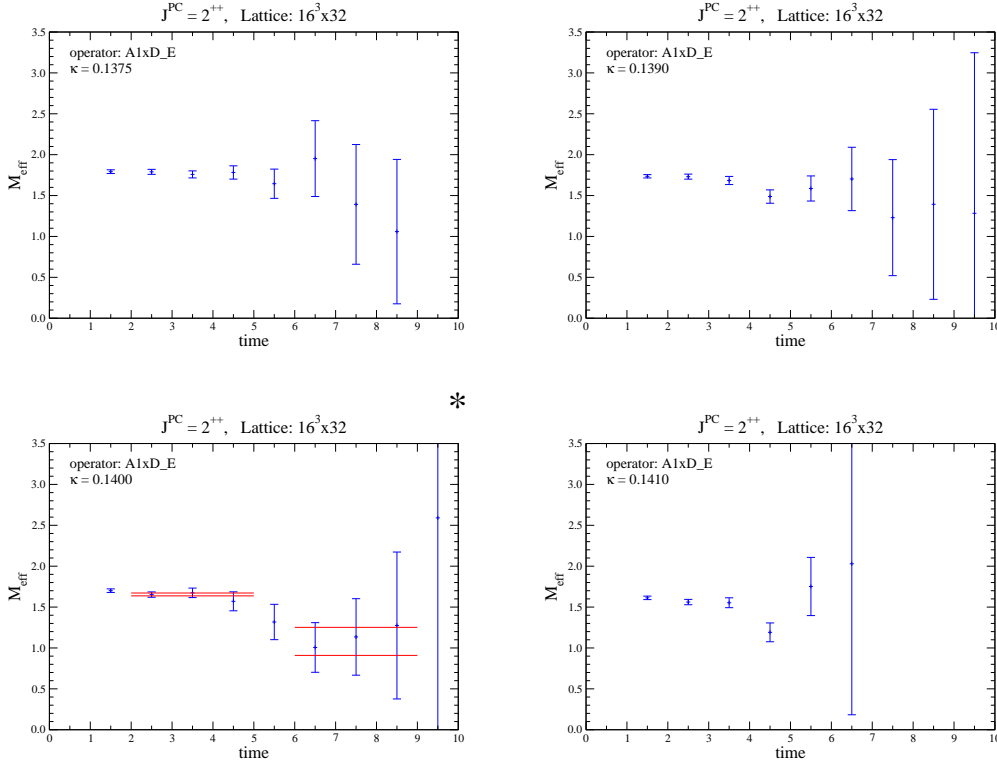 J^PC = 2^++,   Lattice: 16^3x32
operator: A1xD_E
κ = 0.1375
3.5
3.0
2.5
2.0
1.5
1.0
0.5
0.0
M_eff
0 1 2 3 4 5 6 7 8 9 10
time
J^PC = 2^++,   Lattice: 16^3x32
operator: A1xD_E
κ = 0.1390
3.5
3.0
2.5
2.0
1.5
1.0
0.5
0.0
M_eff
0 1 2 3 4 5 6 7 8 9 10
time
*
J^PC = 2^++,   Lattice: 16^3x32
operator: A1xD_E
κ = 0.1400
3.5
3.0
2.5
2.0
1.5
1.0
0.5
0.0
M_eff
0 1 2 3 4 5 6 7 8 9 10
time
J^PC = 2^++,   Lattice: 16^3x32
operator: A1xD_E
κ = 0.1410
3.5
3.0
2.5
2.0
1.5
1.0
0.5
0.0
M_eff
0 1 2 3 4 5 6 7 8 9 10
time